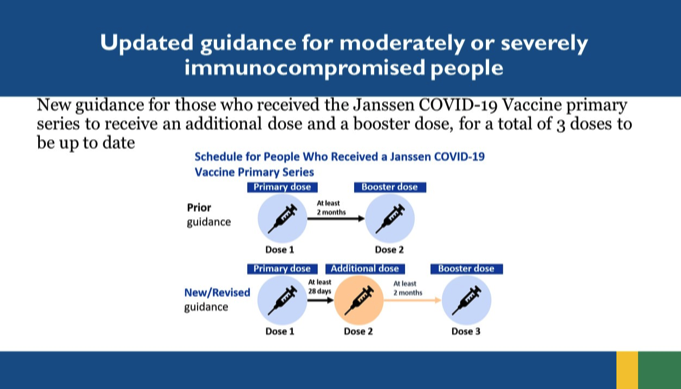 Updated guidance for moderately or severely
immunocompromised people
New guidance for those who received the Janssen COVID-19 Vaccine primary
series to receive an additional dose and a booster dose, for a total of 3 doses to
be up to date
Schedule for People Who Received a Janssen COVID-19
Vaccine Primary Series
Primary dose Booster dose
Prior
guidance
At least
2 months
Dose 1 Dose 2
Primary dose Additional dose Booster dose
New/Revised
guidance
At least
28 days
At least
2 months
Dose 1 Dose 2 Dose 3